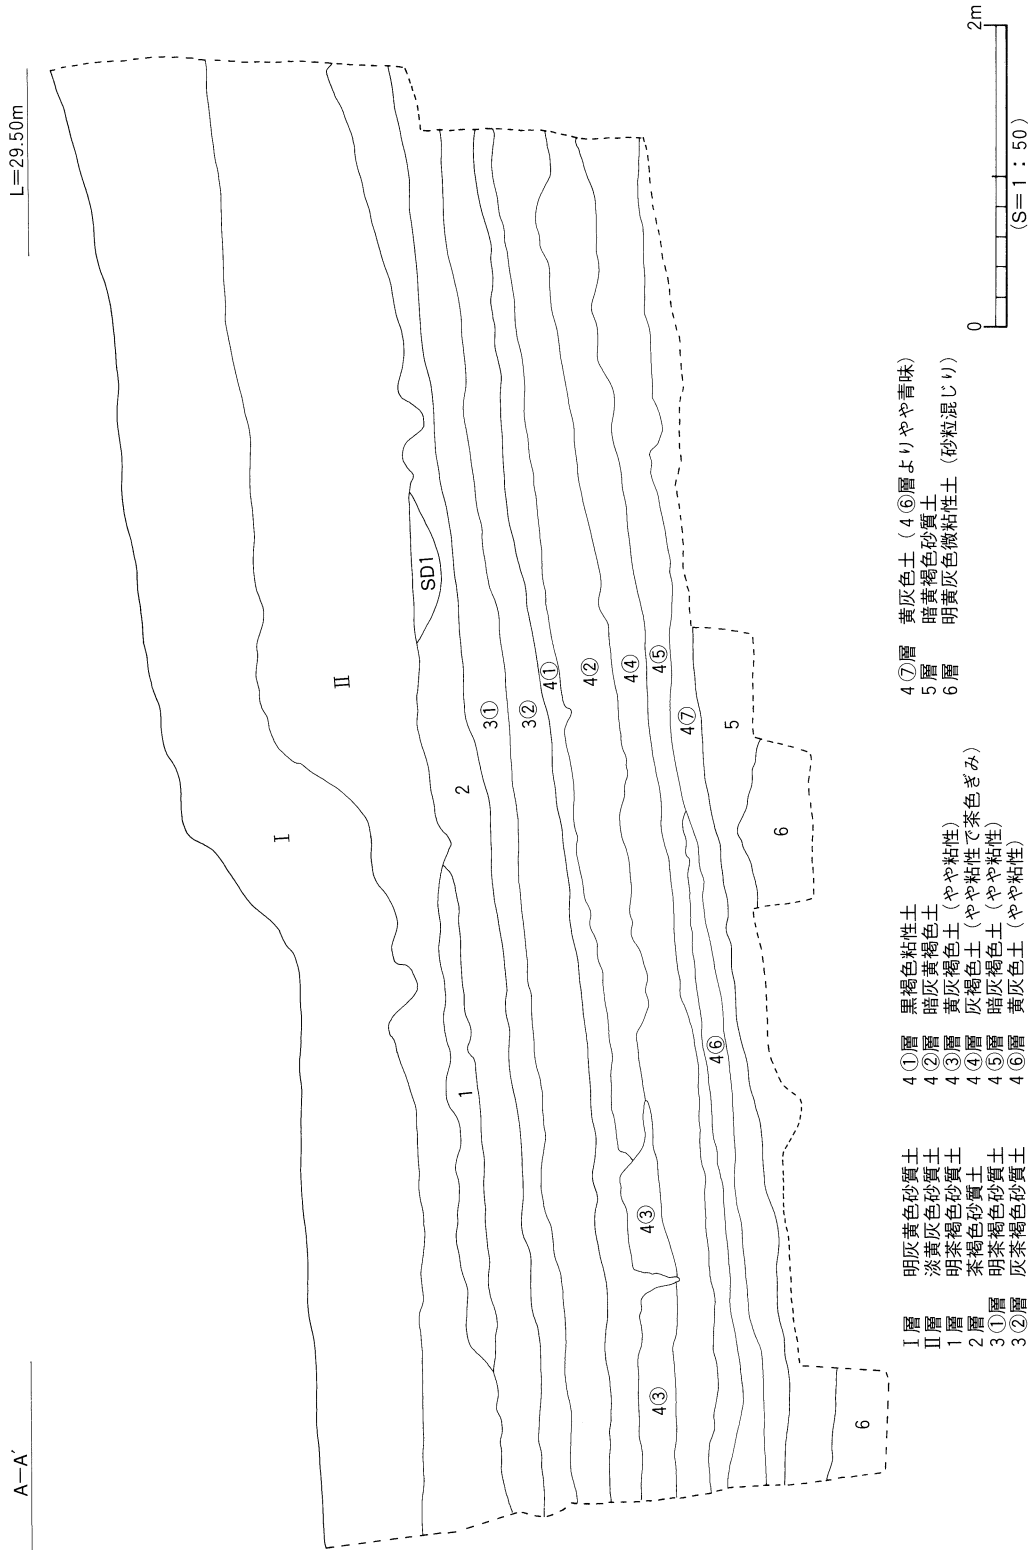 A—A′
L=29.50m
Ⅰ
Ⅱ
SD1
1
2
3①
3②
4①
4②
4③
4③
4④
4⑤
4⑥
4⑦
5
6
6
Ⅰ層 明灰黄色砂質土
Ⅱ層 淡黄灰色砂質土
1層 明茶褐色砂質土
2層 茶褐色砂質土
3①層 明茶褐色砂質土
3②層 灰茶褐色砂質土
4①層 黒褐色粘性土
4②層 暗灰黄褐色土
4③層 黄灰褐色土（やや粘性）
4④層 灰褐色土（やや粘性で茶色ぎみ）
4⑤層 暗灰褐色土（やや粘性）
4⑥層 黄灰色土（やや粘性）
4⑦層 黄灰色土（4⑥層よりやや青味）
5層 暗黄褐色砂質土
6層 明黄灰色微粘性土（砂粒混じり）
0 2m
（S=1：50）